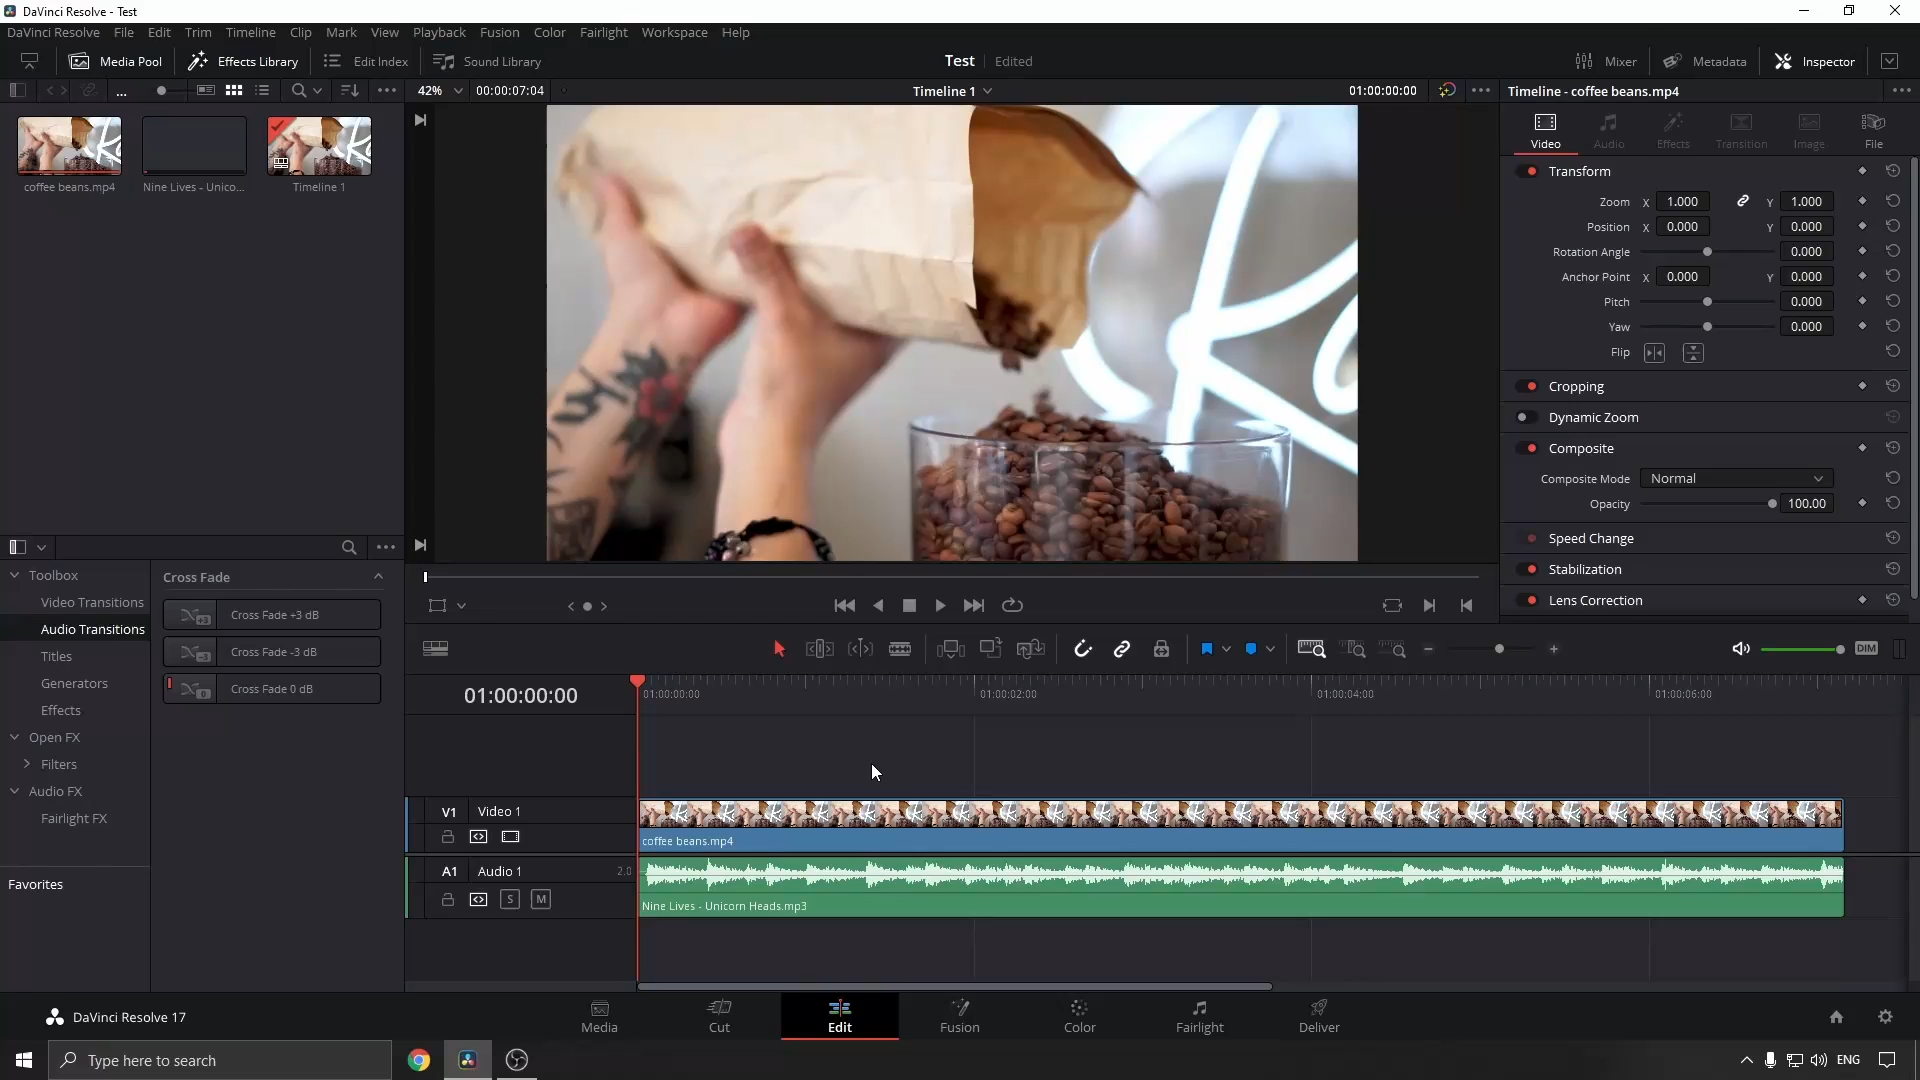 DaVinci Resolve - Test
DaVinci Resolve File Edit Trim Timeline Clip Mark View Playback Fusion Color Fairlight Workspace Help
Media Pool Effects Library Edit Index Sound Library Test Edited Mixer Metadata Inspector
... 42% 00:00:07:04 Timeline 1 01:00:00:00 Timeline - coffee beans.mp4
Video Audio Effects Transition Image File
coffee beans.mp4 Nine Lives - Unico... Timeline 1
Transform
Zoom X 1.000 Y 1.000
Position X 0.000 Y 0.000
Rotation Angle 0.000
Anchor Point X 0.000 Y 0.000
Pitch 0.000
Yaw 0.000
Flip
Cropping
Dynamic Zoom
Composite
Composite Mode Normal
Opacity 100.00
Speed Change
Stabilization
Lens Correction
Toolbox
Video Transitions
Audio Transitions
Titles
Generators
Effects
Open FX
Filters
Audio FX
Fairlight FX
Favorites
Cross Fade
+3 Cross Fade +3 dB
-3 Cross Fade -3 dB
0 Cross Fade 0 dB
DIM
01:00:00:00 01:00:00:00 01:00:02:00 01:00:04:00 01:00:06:00
V1 Video 1
coffee beans.mp4
A1 Audio 1 2.0
S M
Nine Lives - Unicorn Heads.mp3
DaVinci Resolve 17 Media Cut Edit Fusion Color Fairlight Deliver
Type here to search ENG